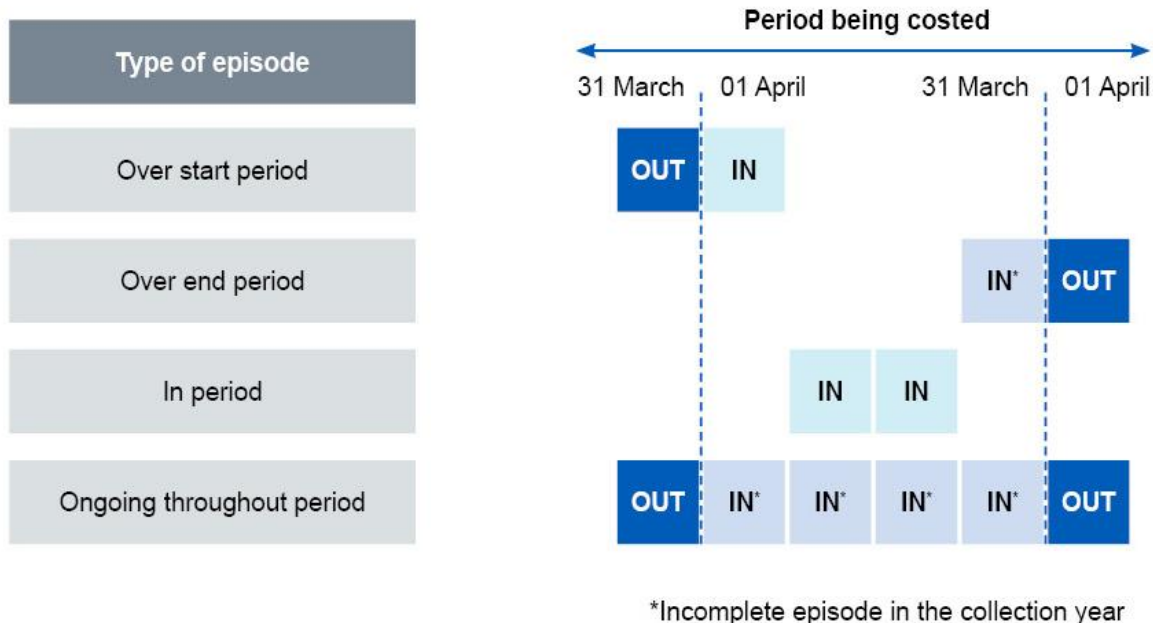 Period being costed
Type of episode
31 March 01 April 31 March 01 April
Over start period OUT IN
Over end period IN* OUT
In period IN IN
Ongoing throughout period OUT IN* IN* IN* IN* OUT
*Incomplete episode in the collection year